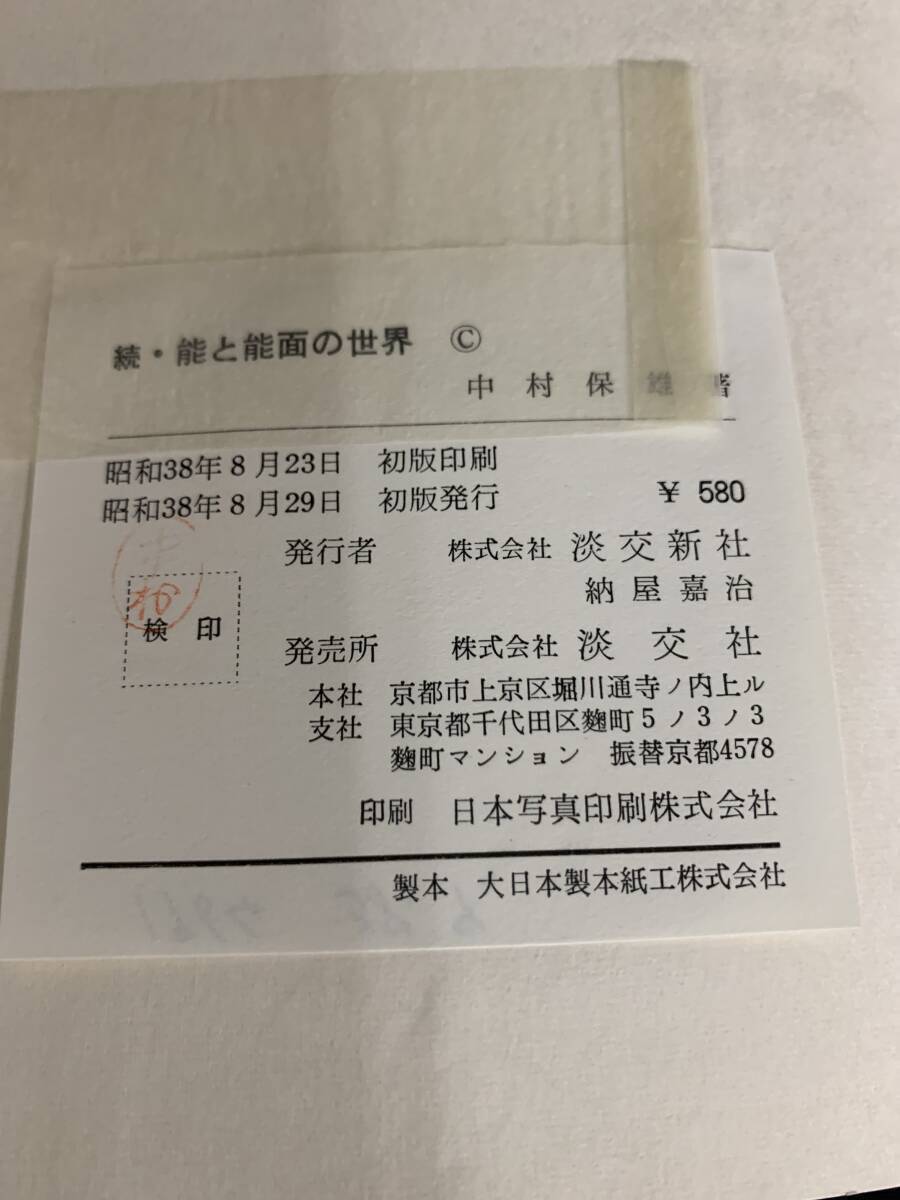 続・能と能面の世界 ©
中村保雄著
昭和38年8月23日 初版印刷
昭和38年8月29日 初版発行 ¥580
発行者 株式会社 淡交新社
納屋嘉治
検印
発売所 株式会社 淡交社
本社 京都市上京区堀川通寺ノ内上ル
支社 東京都千代田区麴町5ノ3ノ3
麴町マンション 振替京都4578
印刷 日本写真印刷株式会社
製本 大日本製本紙工株式会社